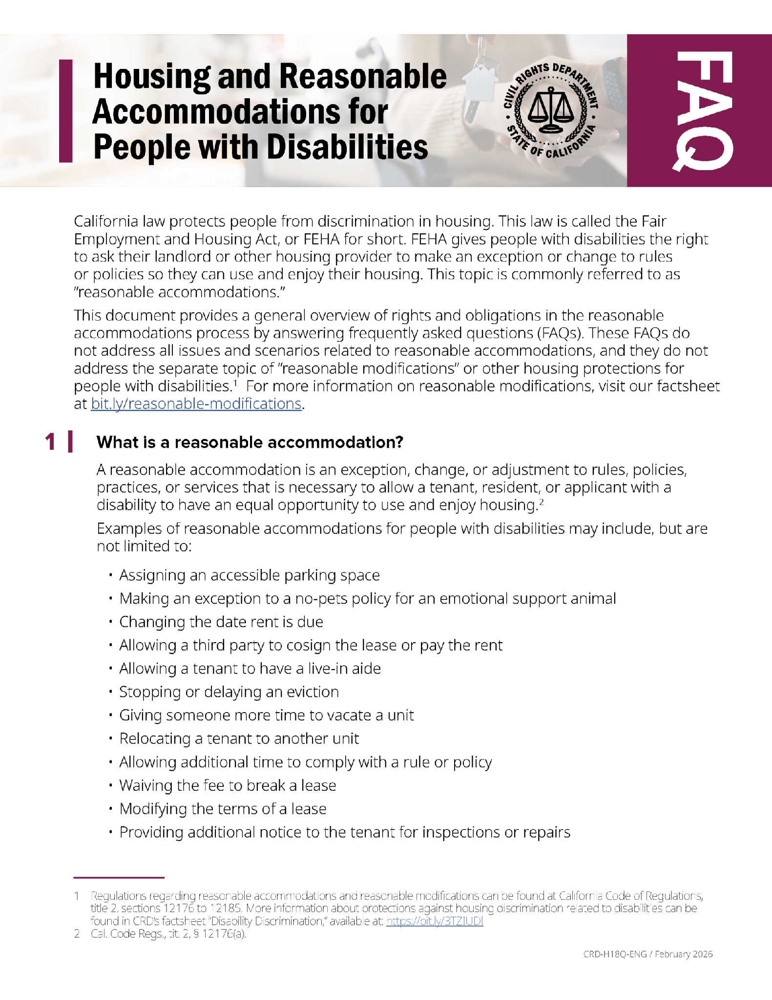 Housing and Reasonable
Accommodations for
People with Disabilities
CIVIL RIGHTS DEPARTMENT
STATE OF CALIFORNIA
FAQ
California law protects people from discrimination in housing. This law is called the Fair
Employment and Housing Act, or FEHA for short. FEHA gives people with disabilities the right
to ask their landlord or other housing provider to make an exception or change to rules
or policies so they can use and enjoy their housing. This topic is commonly referred to as
“reasonable accommodations.”
This document provides a general overview of rights and obligations in the reasonable
accommodations process by answering frequently asked questions (FAQs). These FAQs do
not address all issues and scenarios related to reasonable accommodations, and they do not
address the separate topic of “reasonable modifications” or other housing protections for
people with disabilities.¹ For more information on reasonable modifications, visit our factsheet
at bit.ly/reasonable-modifications.
1 What is a reasonable accommodation?
A reasonable accommodation is an exception, change, or adjustment to rules, policies,
practices, or services that is necessary to allow a tenant, resident, or applicant with a
disability to have an equal opportunity to use and enjoy housing.²
Examples of reasonable accommodations for people with disabilities may include, but are
not limited to:
• Assigning an accessible parking space
• Making an exception to a no-pets policy for an emotional support animal
• Changing the date rent is due
• Allowing a third party to cosign the lease or pay the rent
• Allowing a tenant to have a live-in aide
• Stopping or delaying an eviction
• Giving someone more time to vacate a unit
• Relocating a tenant to another unit
• Allowing additional time to comply with a rule or policy
• Waiving the fee to break a lease
• Modifying the terms of a lease
• Providing additional notice to the tenant for inspections or repairs
1 Regulations regarding reasonable accommodations and reasonable modifications can be found at California Code of Regulations,
title 2, sections 12176 to 12185. More information about protections against housing discrimination related to disabilities can be
found in CRD’s factsheet “Disability Discrimination,” available at: https://bit.ly/3TZIUDl
2 Cal. Code Regs., tit. 2, § 12176(a).
CRD-H18Q-ENG / February 2026